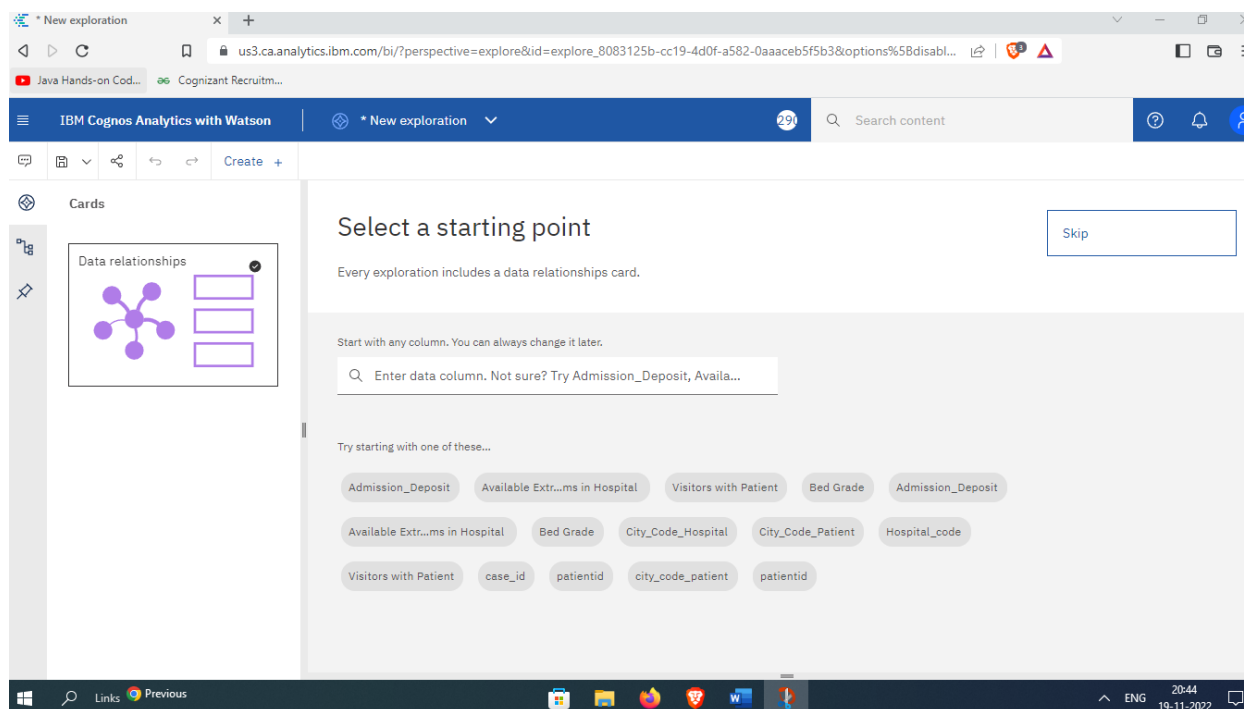 * New exploration
us3.ca.analytics.ibm.com/bi/?perspective=explore&id=explore_8083125b-cc19-4d0f-a582-0aaaceb5f5b3&options%5Bdisabl...
Java Hands-on Cod... Cognizant Recruitm...
IBM Cognos Analytics with Watson * New exploration 290 Search content
Create +
Cards
Data relationships
Select a starting point
Skip
Every exploration includes a data relationships card.
Start with any column. You can always change it later.
Enter data column. Not sure? Try Admission_Deposit, Availa...
Try starting with one of these...
Admission_Deposit Available Extr...ms in Hospital Visitors with Patient Bed Grade Admission_Deposit
Available Extr...ms in Hospital Bed Grade City_Code_Hospital City_Code_Patient Hospital_code
Visitors with Patient case_id patientid city_code_patient patientid
Links Previous ENG 20:44
19-11-2022